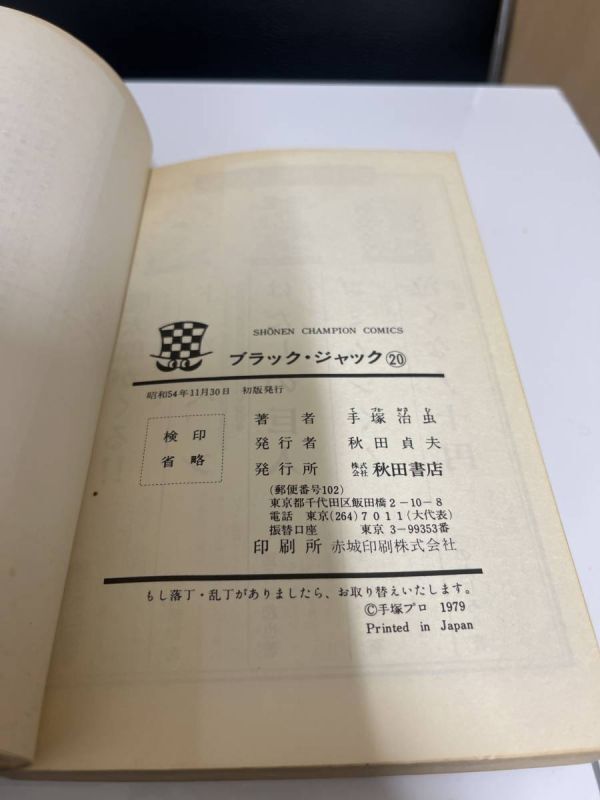 SHŌNEN CHAMPION COMICS
ブラック・ジャック⑳
昭和54年11月30日 初版発行
検印
省略
著者 手塚治虫
発行者 秋田貞夫
発行所 株式会社 秋田書店
(郵便番号102)
東京都千代田区飯田橋2-10-8
電話 東京(264)7011(大代表)
振替口座 東京 3-99353番
印刷所 赤城印刷株式会社
もし落丁・乱丁がありましたら、お取り替えいたします。
©手塚プロ 1979
Printed in Japan